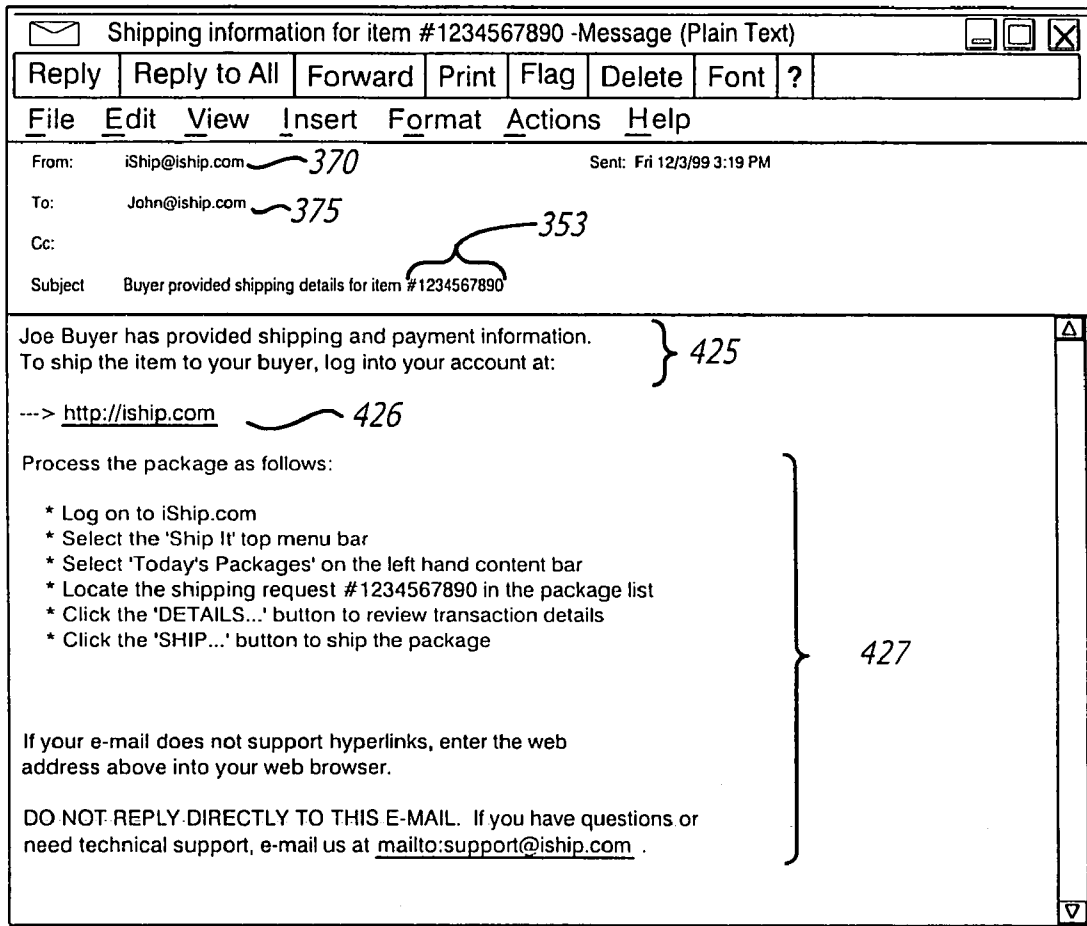 Shipping information for item #1234567890 -Message (Plain Text)
Reply Reply to All Forward Print Flag Delete Font ?
File Edit View Insert Format Actions Help
From: iShip@iship.com 370 Sent: Fri 12/3/99 3:19 PM
To: John@iship.com 375
353
Cc:
Subject Buyer provided shipping details for item #1234567890
Joe Buyer has provided shipping and payment information.
To ship the item to your buyer, log into your account at:
425
---> http://iship.com 426
Process the package as follows:
* Log on to iShip.com
* Select the 'Ship It' top menu bar
* Select 'Today's Packages' on the left hand content bar
* Locate the shipping request #1234567890 in the package list
* Click the 'DETAILS...' button to review transaction details
* Click the 'SHIP...' button to ship the package
427
If your e-mail does not support hyperlinks, enter the web
address above into your web browser.
DO NOT REPLY DIRECTLY TO THIS E-MAIL. If you have questions or
need technical support, e-mail us at mailto:support@iship.com .